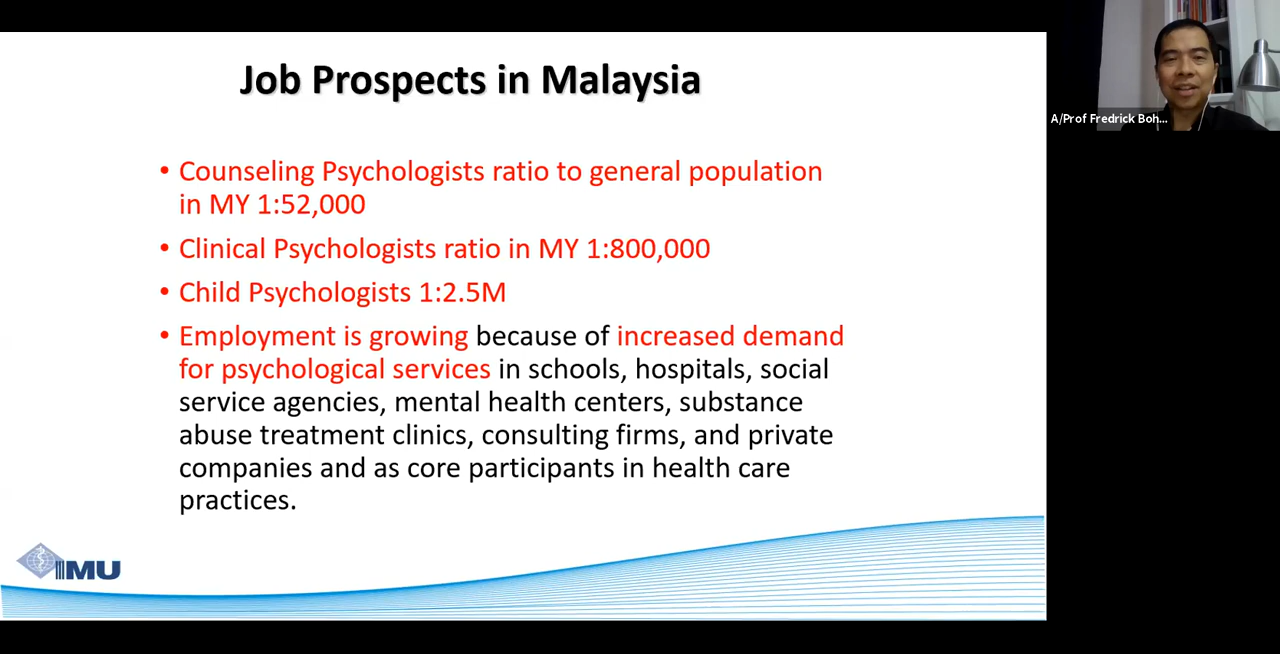 Job Prospects in Malaysia
• Counseling Psychologists ratio to general population
in MY 1:52,000
• Clinical Psychologists ratio in MY 1:800,000
• Child Psychologists 1:2.5M
• Employment is growing because of increased demand
for psychological services in schools, hospitals, social
service agencies, mental health centers, substance
abuse treatment clinics, consulting firms, and private
companies and as core participants in health care
practices.
IMU
A/Prof Fredrick Boh...